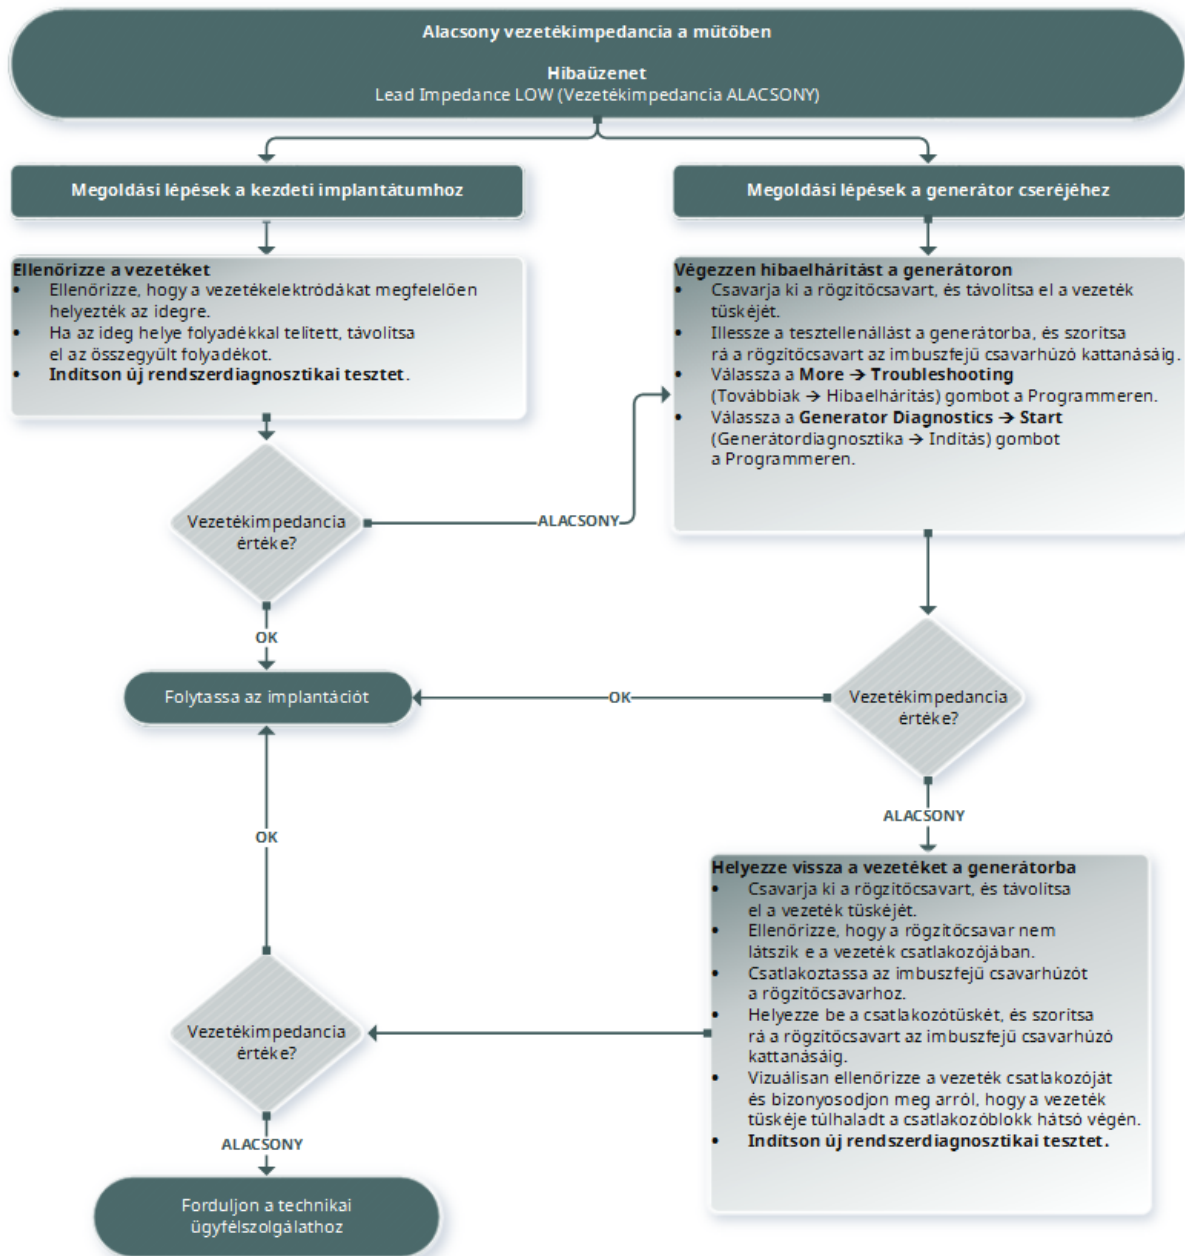 Alacsony vezetékimpedancia a műtőben
Hibaüzenet
Lead Impedance LOW (Vezetékimpedancia ALACSONY)
Megoldási lépések a kezdeti implantátumhoz
Megoldási lépések a generátor cseréjéhez
Ellenőrizze a vezetéket
• Ellenőrizze, hogy a vezetékelektródákat megfelelően
helyezték az idegre.
• Ha az ideg helye folyadékkal telített, távolítsa
el az összegyűlt folyadékot.
• Indítson új rendszerdiagnosztikai tesztet.
Végezzen hibaelhárítást a generátoron
• Csavarja ki a rögzítőcsavart, és távolítsa el a vezeték
tüskéjét.
• Illessze a tesztellenállást a generátorba, és szorítsa
rá a rögzítőcsavart az imbuszfejű csavarhúzó kattanásáig.
• Válassza a More → Troubleshooting
(Továbbiak → Hibaelhárítás) gombot a Programmeren.
• Válassza a Generator Diagnostics → Start
(Generátordiagnosztika → Indítás) gombot
a Programmeren.
Vezetékimpedancia
értéke?
ALACSONY
OK
Folytassa az implantációt
OK
Vezetékimpedancia
értéke?
ALACSONY
OK
Helyezze vissza a vezetéket a generátorba
• Csavarja ki a rögzítőcsavart, és távolítsa
el a vezeték tüskéjét.
• Ellenőrizze, hogy a rögzítőcsavar nem
látszik e a vezeték csatlakozójában.
• Csatlakoztassa az imbuszfejű csavarhúzót
a rögzítőcsavarhoz.
• Helyezze be a csatlakozótüskét, és szorítsa
rá a rögzítőcsavart az imbuszfejű csavarhúzó
kattanásáig.
• Vizuálisan ellenőrizze a vezeték csatlakozóját
és bizonyosodjon meg arról, hogy a vezeték
tüskéje túlhaladt a csatlakozóblokk hátsó végén.
• Indítson új rendszerdiagnosztikai tesztet.
Vezetékimpedancia
értéke?
ALACSONY
Forduljon a technikai
ügyfélszolgálathoz